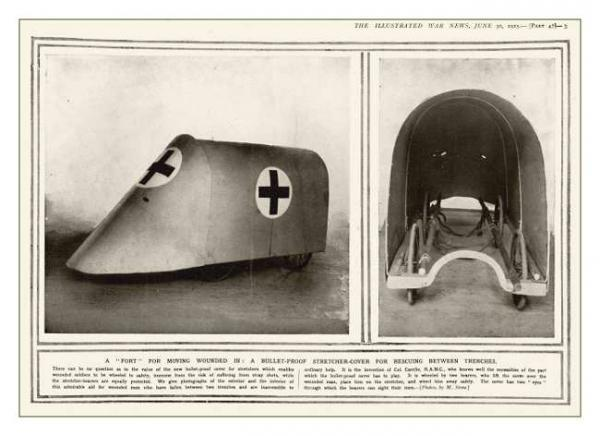 THE ILLUSTRATED WAR NEWS, JUNE 30, 1915.— [PART 47]—5
A "FORT" FOR MOVING WOUNDED IN: A BULLET-PROOF STRETCHER-COVER FOR RESCUING BETWEEN TRENCHES.
There can be no question as to the value of the new bullet-proof cover for stretchers which enables
wounded soldiers to be wheeled to safety, immune from the risk of suffering from stray shots, while
the stretcher-bearers are equally protected. We give photographs of the exterior and the interior of
this admirable aid for wounded men who have fallen between two trenches and are inaccessible to
ordinary help. It is the invention of Col. R.A.M.C., who knows well the necessities of the part
which the bullet-proof cover has to play. It is wheeled by two bearers, who lift the cover over the
wounded man, place him on the stretcher, and wheel him away safely. The cover has two "eyes"
through which the bearers can sight their route.—[Photos. by M.